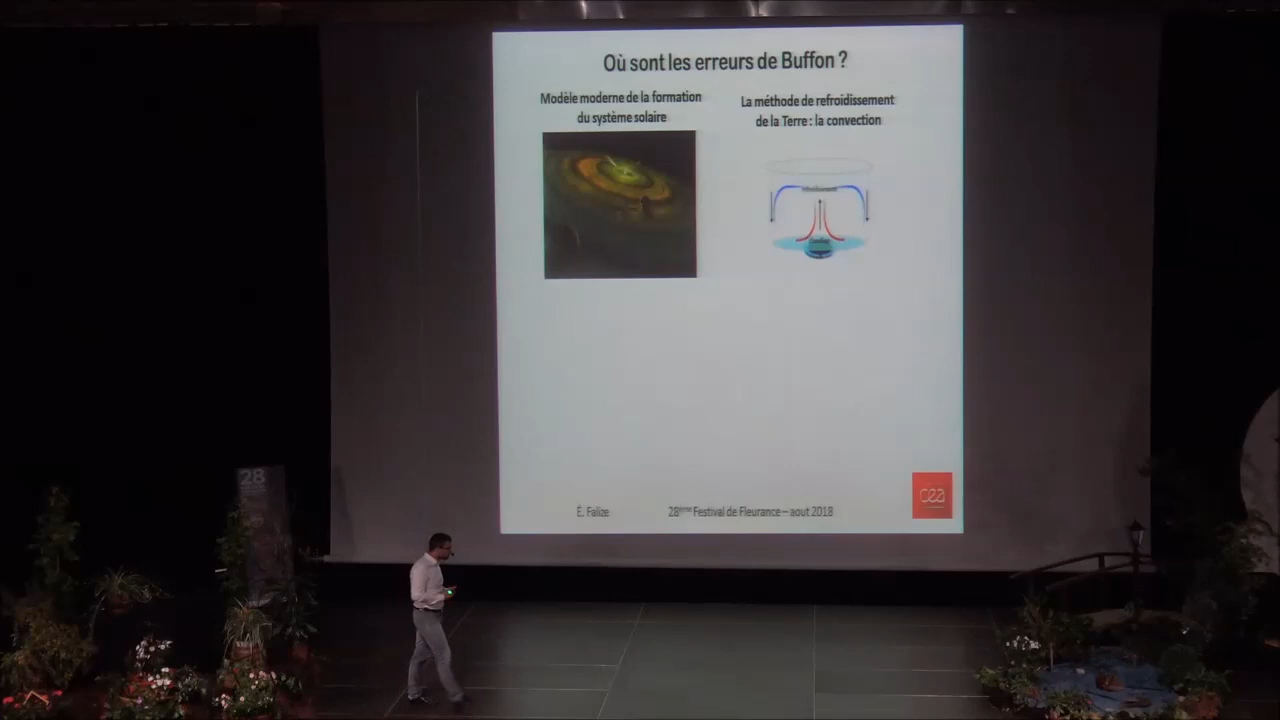 Où sont les erreurs de Buffon ?
Modèle moderne de la formation
du système solaire
La méthode de refroidissement
de la Terre : la convection
É. Falize
28ème Festival de Fleurance – aout 2018
cea
28